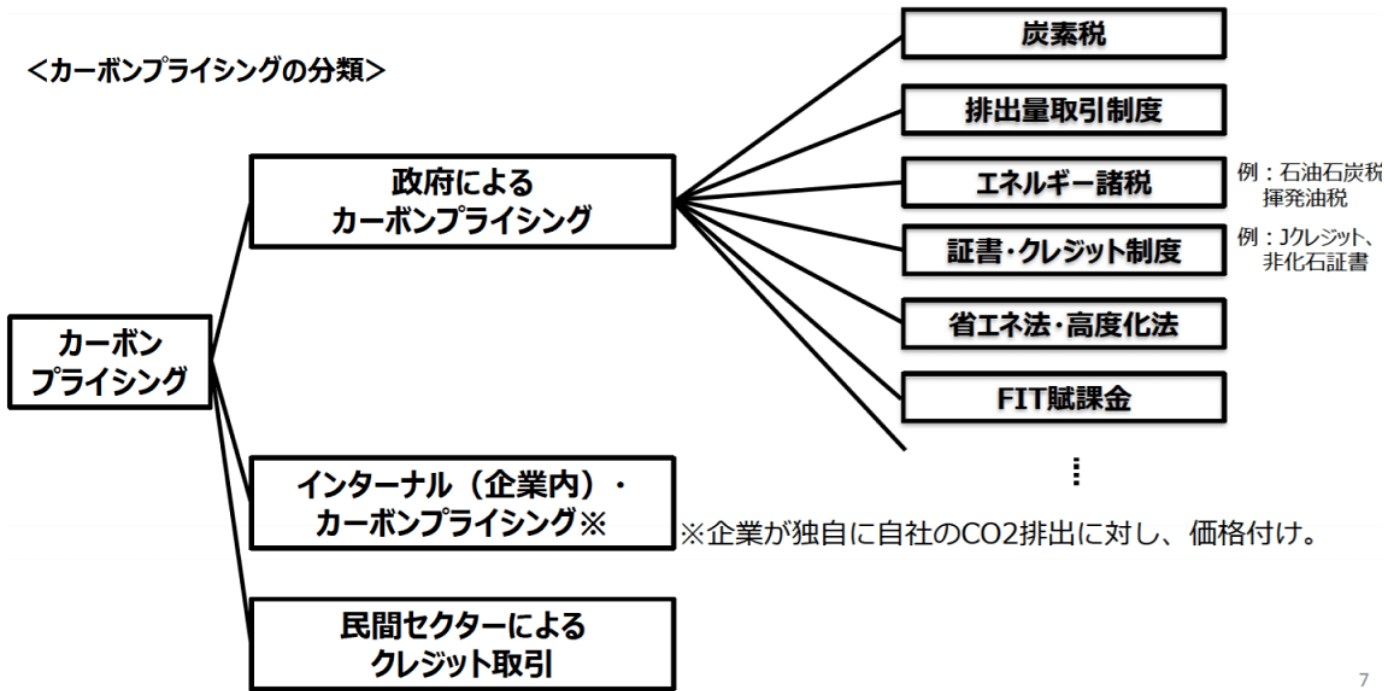 <カーボンプライシングの分類>
カーボン
プライシング
政府による
カーボンプライシング
炭素税
排出量取引制度
エネルギー諸税
例：石油石炭税
揮発油税
証書・クレジット制度
例：Jクレジット、
非化石証書
省エネ法・高度化法
FIT賦課金
⁞
インターナル（企業内）・
カーボンプライシング※
※企業が独自に自社のCO2排出に対し、価格付け。
民間セクターによる
クレジット取引
7